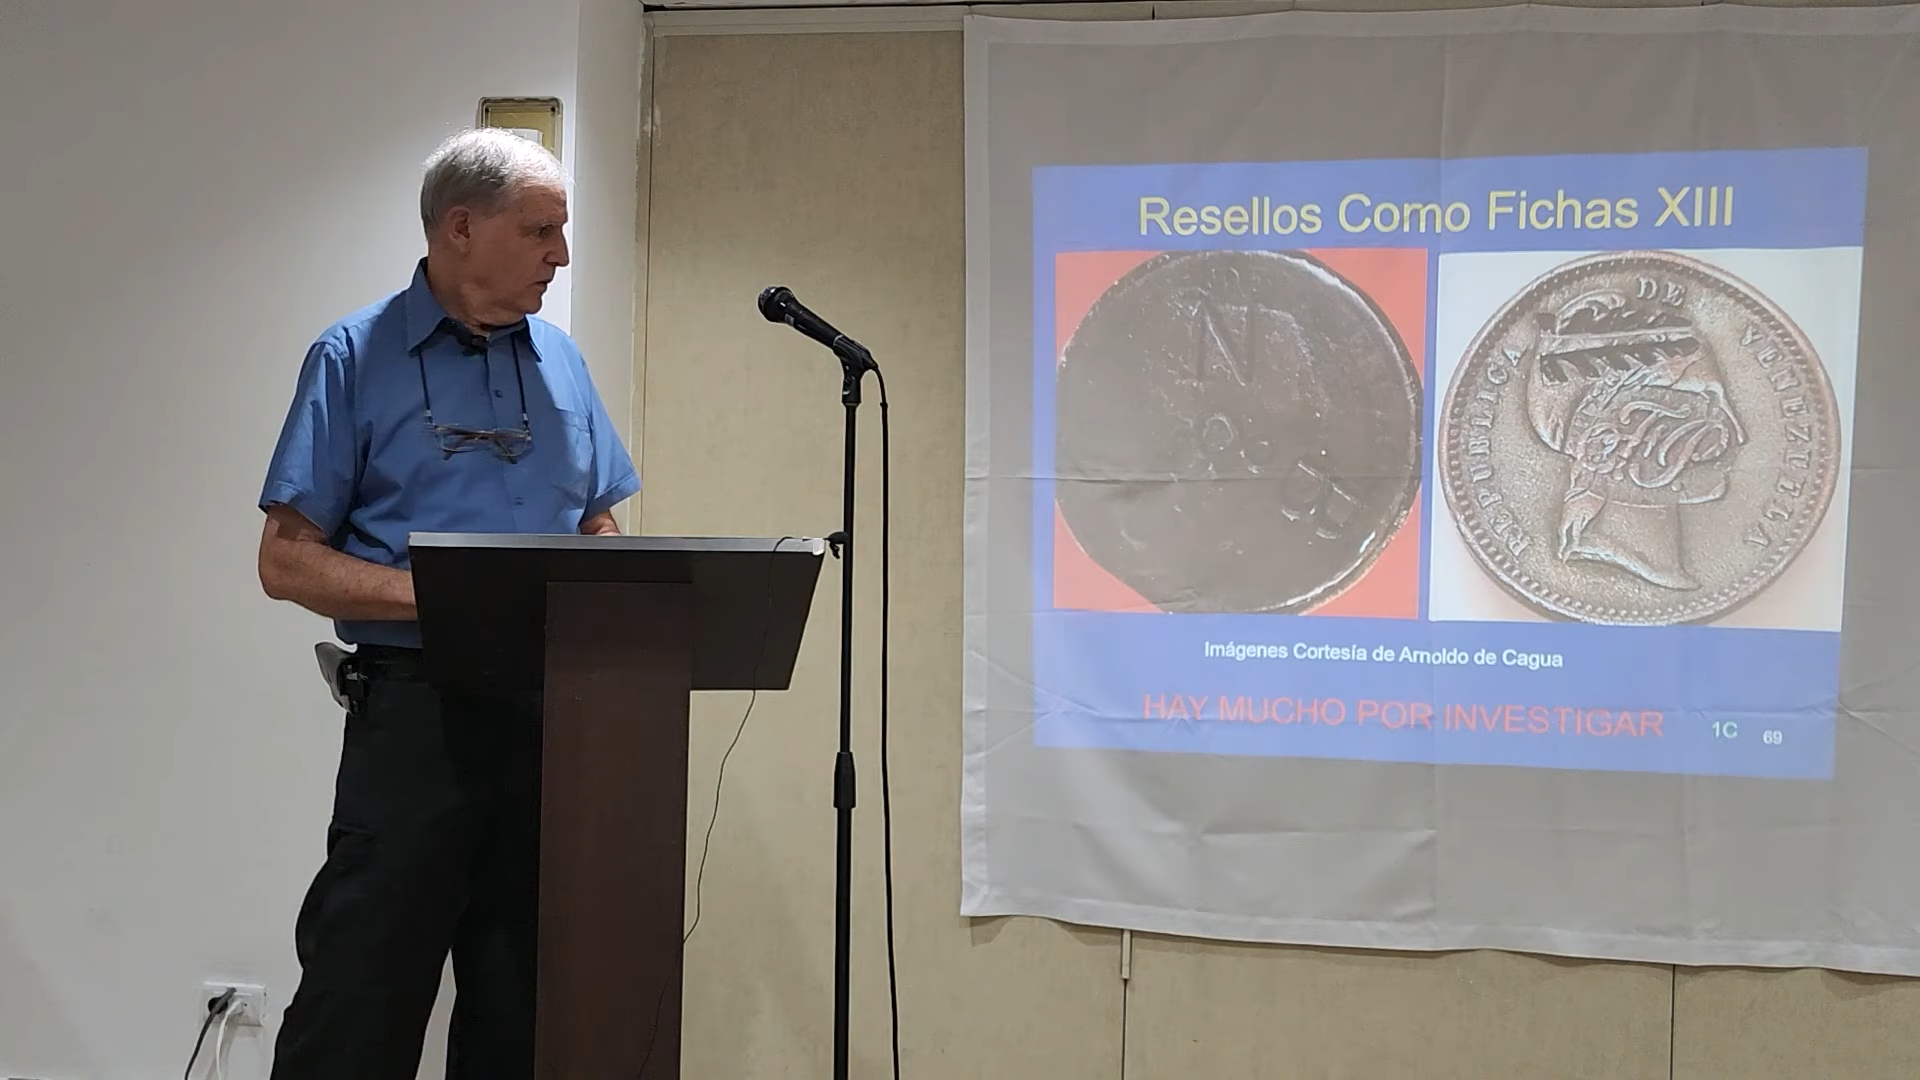 Resellos Como Fichas XIII
N
REPUBLICA DE VENEZUELA
Imágenes Cortesía de Arnoldo de Cagua
HAY MUCHO POR INVESTIGAR
1C 69